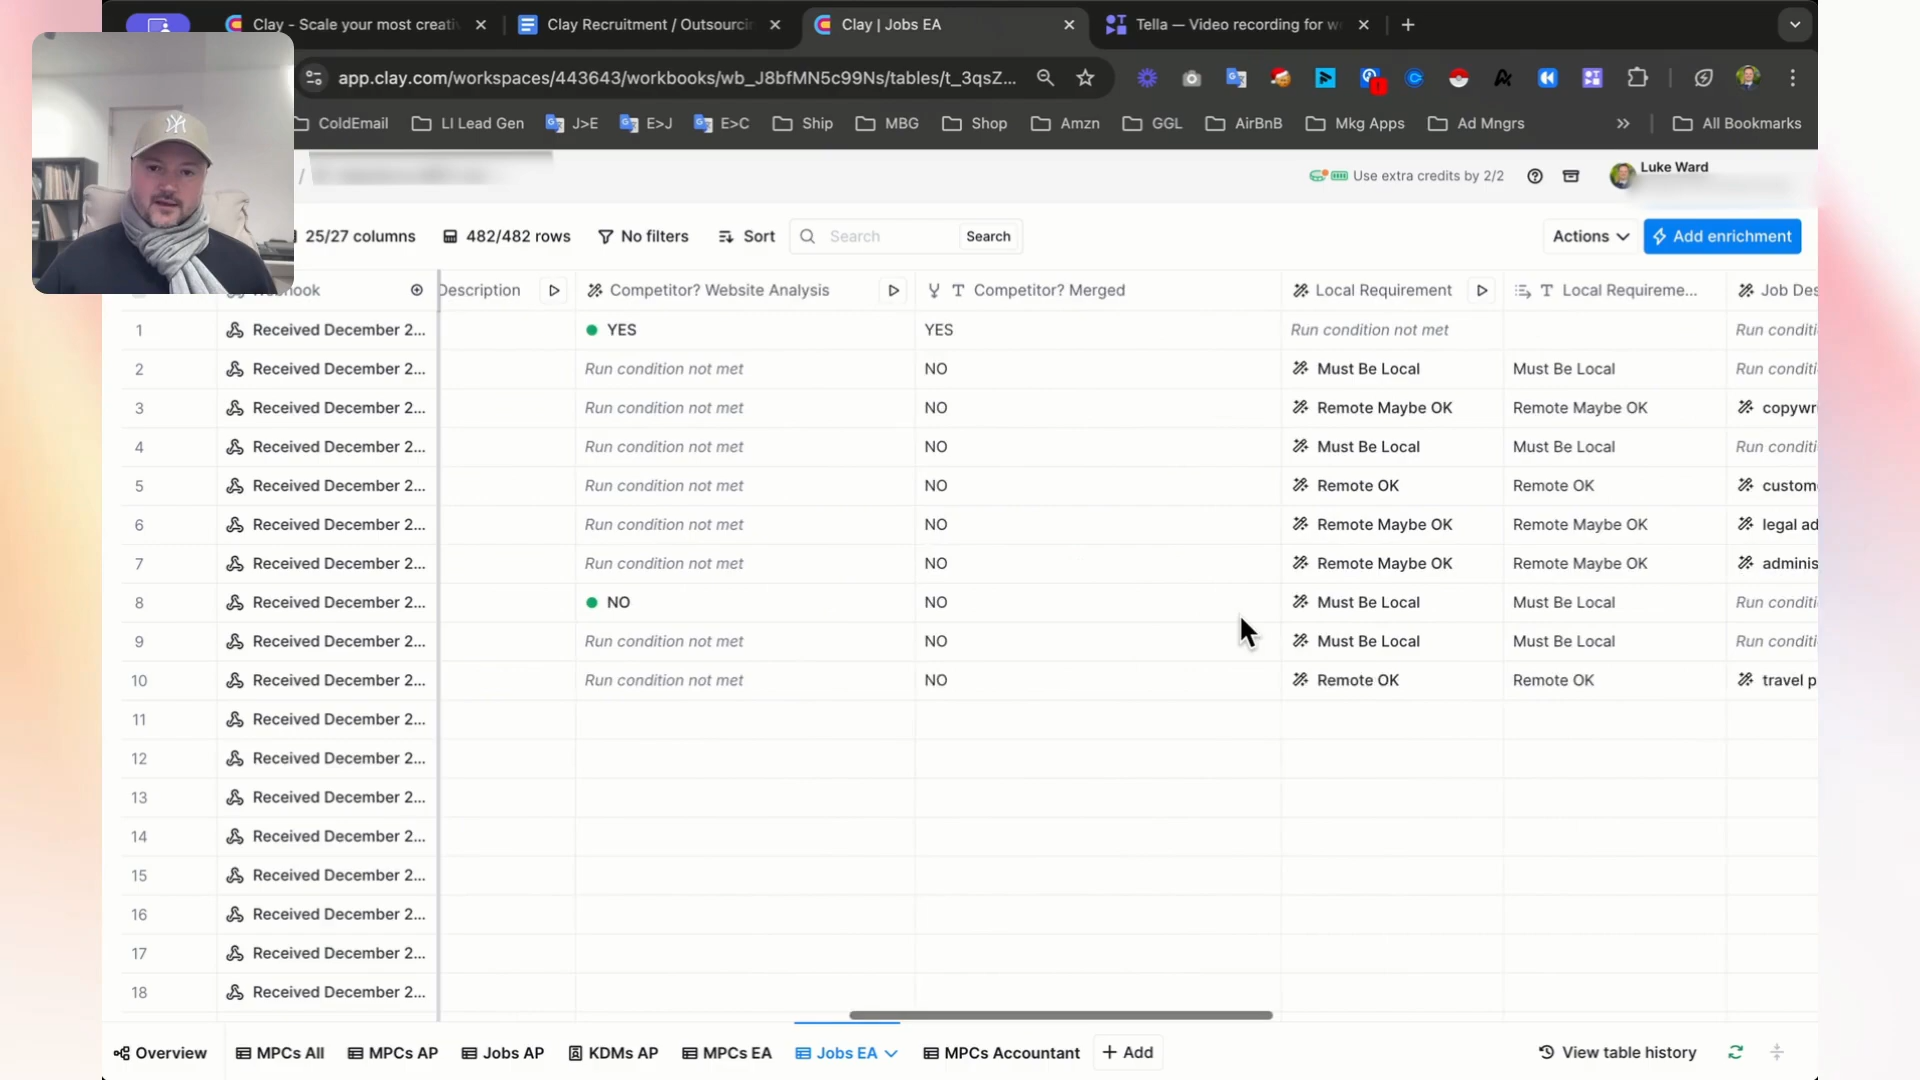 Clay - Scale your most creati
Clay Recruitment / Outsourcin
Clay | Jobs EA
Tella — Video recording for w
app.clay.com/workspaces/443643/workbooks/wb_J8bfMN5c99Ns/tables/t_3qsZ...
ColdEmail
LI Lead Gen
J>E
E>J
E>C
Ship
MBG
Shop
Amzn
GGL
AirBnB
Mkg Apps
Ad Mngrs
All Bookmarks
/
Use extra credits by 2/2
Luke Ward
25/27 columns
482/482 rows
No filters
Sort
Search
Search
Actions
Add enrichment
Description
Competitor? Website Analysis
Competitor? Merged
Local Requirement
Local Requireme...
Job Des
1 Received December 2... YES YES Run condition not met Run conditi
2 Received December 2... Run condition not met NO Must Be Local Must Be Local Run conditi
3 Received December 2... Run condition not met NO Remote Maybe OK Remote Maybe OK copywr
4 Received December 2... Run condition not met NO Must Be Local Must Be Local Run conditi
5 Received December 2... Run condition not met NO Remote OK Remote OK custom
6 Received December 2... Run condition not met NO Remote Maybe OK Remote Maybe OK legal ad
7 Received December 2... Run condition not met NO Remote Maybe OK Remote Maybe OK adminis
8 Received December 2... NO NO Must Be Local Must Be Local Run conditi
9 Received December 2... Run condition not met NO Must Be Local Must Be Local Run conditi
10 Received December 2... Run condition not met NO Remote OK Remote OK travel p
11 Received December 2...
12 Received December 2...
13 Received December 2...
14 Received December 2...
15 Received December 2...
16 Received December 2...
17 Received December 2...
18 Received December 2...
Overview
MPCs All
MPCs AP
Jobs AP
KDMs AP
MPCs EA
Jobs EA
MPCs Accountant
+ Add
View table history